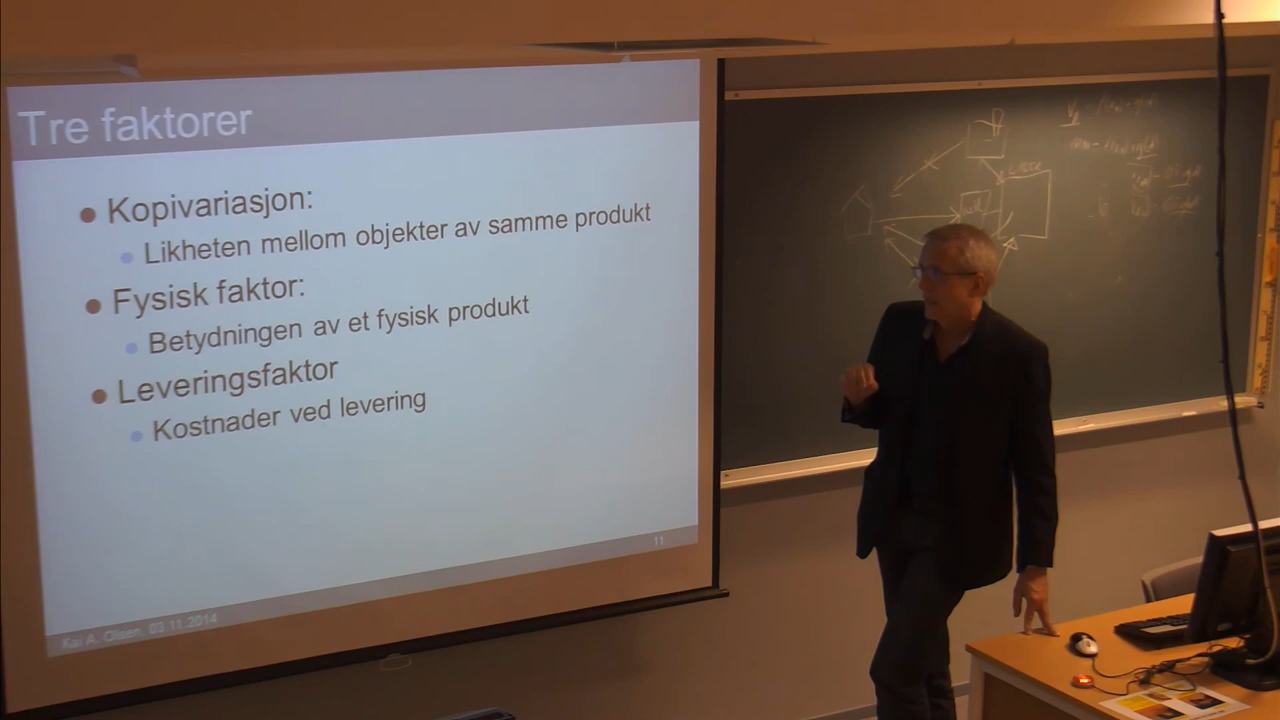 Tre faktorer
Kopivariasjon:
Likheten mellom objekter av samme produkt
Fysisk faktor:
Betydningen av et fysisk produkt
Leveringsfaktor
Kostnader ved levering
11
Kai A. Olsen, 03.11.2014